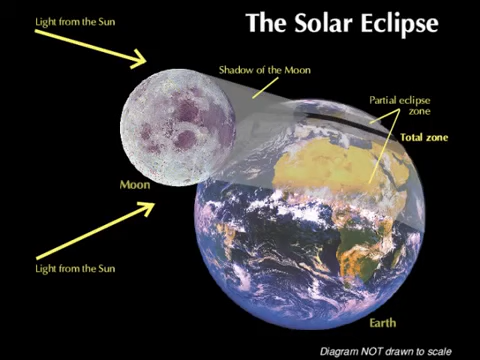 The Solar Eclipse
Light from the Sun
Shadow of the Moon
Partial eclipse
zone
Total zone
Moon
Light from the Sun
Earth
Diagram NOT drawn to scale